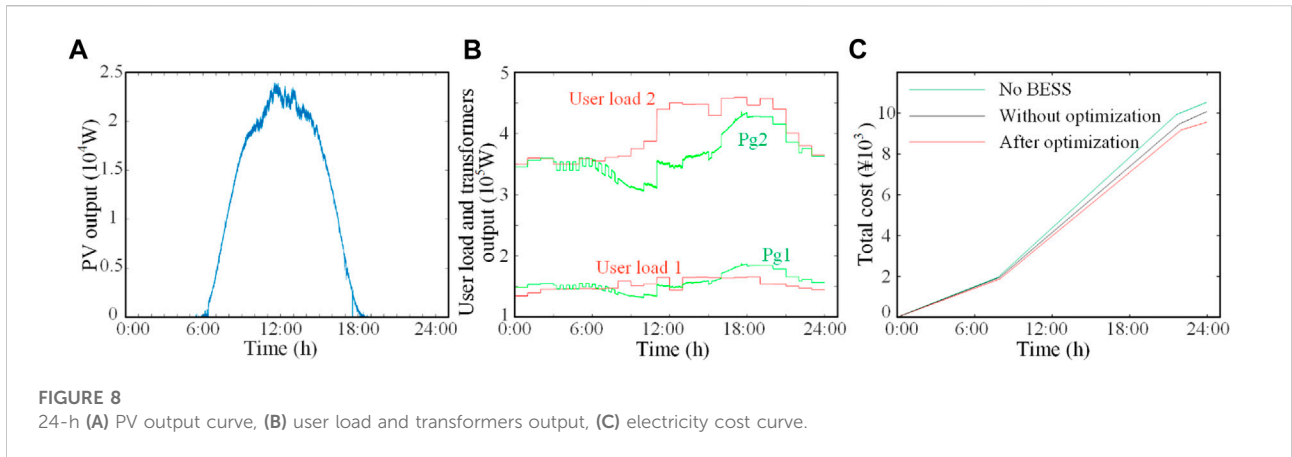 A
B
C
PV output (10⁴W)
2.5
2
1.5
1
0.5
0
0:00
6:00
12:00
18:00
24:00
Time (h)
User load and transformers
output (10⁵W)
5
4
3
2
1
User load 2
Pg2
User load 1
Pg1
0:00
6:00
12:00
18:00
24:00
Time (h)
Total cost (¥10³)
10
8
6
4
2
0
No BESS
Without optimization
After optimization
0:00
6:00
12:00
18:00
24:00
Time (h)
FIGURE 8
24-h (A) PV output curve, (B) user load and transformers output, (C) electricity cost curve.